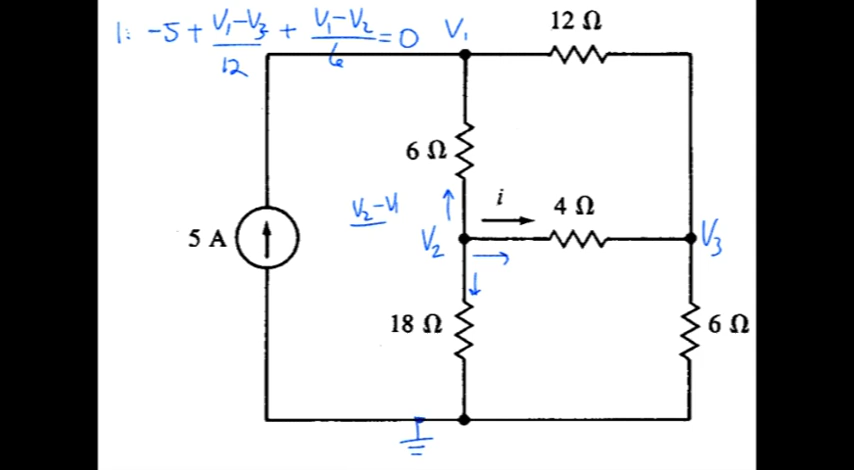 1: -5 + (V₁-V₃)/12 + (V₁-V₂)/6 = 0
V₁
12 Ω
6 Ω
V₂-V₁
i
4 Ω
5 A
V₂
V₃
18 Ω
6 Ω